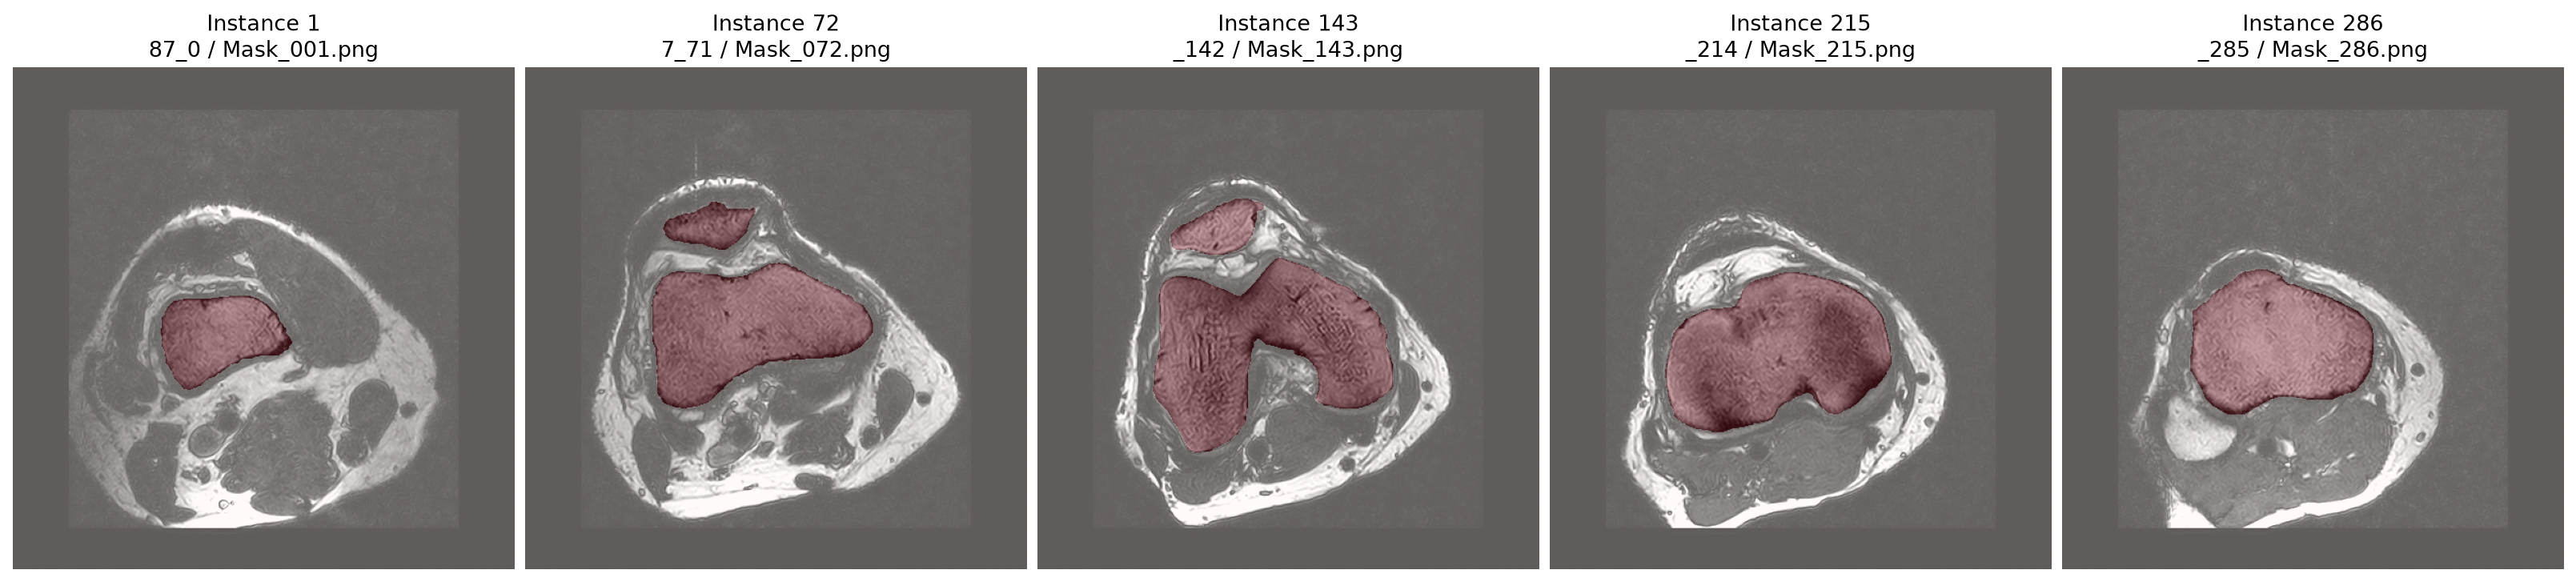 Instance 1
87_0 / Mask_001.png
Instance 72
7_71 / Mask_072.png
Instance 143
_142 / Mask_143.png
Instance 215
_214 / Mask_215.png
Instance 286
_285 / Mask_286.png